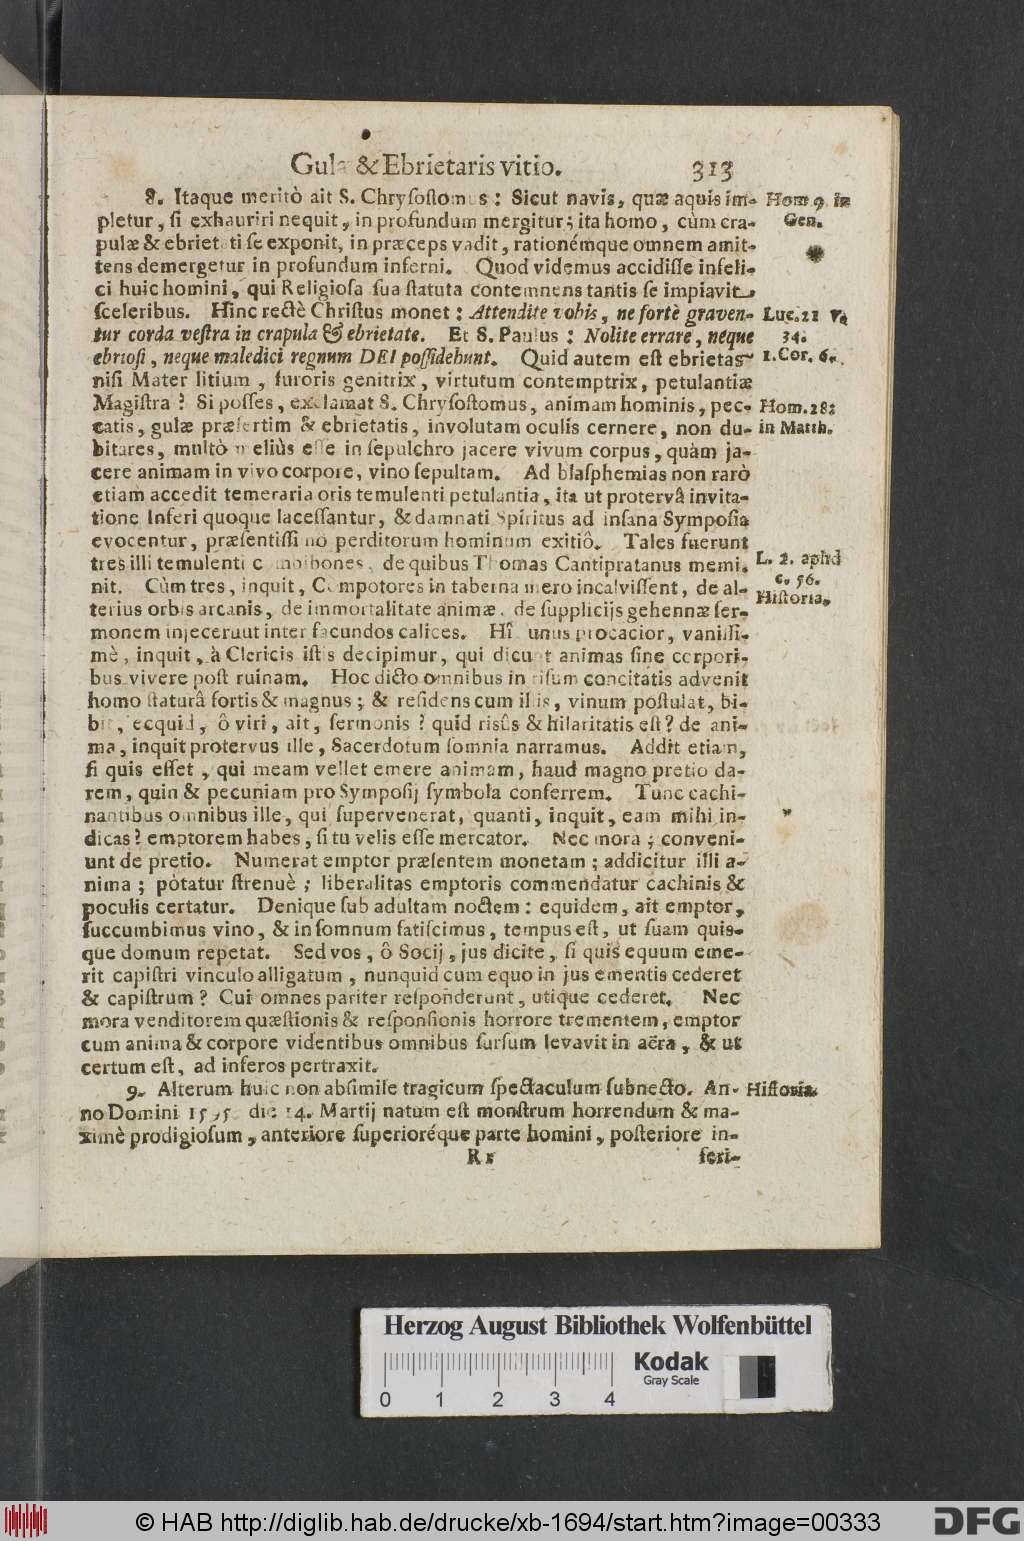 Gulæ & Ebrietaris vitio. 313
8. Itaque meritò ait S. Chrysostomus: Sicut navis, quæ aquis im- Hom 9. in
pletur, si exhauriri nequit, in profundum mergitur; ita homo, cùm cra- Gen.
pulæ & ebrietati se exponit, in præceps vadit, rationémque omnem amit-
tens demergetur in profundum inferni. Quod videmus accidisse infeli-
ci huic homini, qui Religiosa sua statuta contemnens tantis se impiavit
sceleribus. Hinc rectè Christus monet: Attendite vobis, ne fortè graven- Luc. 21 v.
tur corda vestra in crapula & ebrietate. Et S. Paulus: Nolite errare, neque 34.
ebriosi, neque maledici regnum DEI possidebunt. Quid autem est ebrietas 1. Cor. 6.
nisi Mater litium, furoris genitrix, virtutum contemptrix, petulantiæ
Magistra? Si posses, exclamat S. Chrysostomus, animam hominis, pec- Hom. 28:
catis, gulæ præsertim & ebrietatis, involutam oculis cernere, non du- in Matth.
bitares, multò meliùs esse in sepulchro jacere vivum corpus, quàm ja-
cere animam in vivo corpore, vino sepultam. Ad blasphemias non rarò
etiam accedit temeraria oris temulenti petulantia, ita ut protervâ invita-
tione Inferi quoque lacessantur, & damnati Spiritus ad insana Symposia
evocentur, præsentissimo perditorum hominum exitiô. Tales fuerunt
tres illi temulenti combibones, de quibus Thomas Cantipratanus memi- L. 2. apud
nit. Cùm tres, inquit, Compotores in taberna mero incalvissent, de al- c. 56.
terius orbis arcanis, de immortalitate animæ, de supplicijs gehennæ ser- Historia.
monem injeceruut inter facundos calices. Hîc unus procacior, vanissi-
mè, inquit, à Clericis istis decipimur, qui dicunt animas sine corpori-
bus vivere post ruinam. Hoc dicto omnibus in risum concitatis advenit
homo staturâ fortis & magnus; & residens cum illis, vinum postulat, bi-
bit, ecquid, ô viri, ait, sermonis? quid risûs & hilaritatis est? de ani-
ma, inquit protervus ille, Sacerdotum somnia narramus. Addit etiam,
si quis esset, qui meam vellet emere animam, haud magno pretio da-
rem, quin & pecuniam pro Symposij symbola conferrem. Tunc cachi-
nantibus omnibus ille, qui supervenerat, quanti, inquit, eam mihi in-
dicas? emptorem habes, si tu velis esse mercator. Nec mora; conveni-
unt de pretio. Numerat emptor præsentem monetam; addicitur illi a-
nima; pòtatur strenuè; liberalitas emptoris commendatur cachinis &
poculis certatur. Denique sub adultam noctem: equidem, ait emptor,
succumbimus vino, & in somnum fatiscimus, tempus est, ut suam quis-
que domum repetat. Sed vos, ô Socij, jus dicite, si quis equum eme-
rit capistri vinculo alligatum, nunquid cum equo in jus ementis cederet
& capistrum? Cui omnes pariter responderunt, utique cederet. Nec
mora venditorem quæstionis & responsionis horrore trementem, emptor
cum anima & corpore videntibus omnibus sursum levavit in aëra, & ut
certum est, ad inferos pertraxit.
9. Alterum huic non absimile tragicum spectaculum subnecto. An- Historia.
no Domini die 14. Martij natum est monstrum horrendum & ma-
ximè prodigiosum, anteriore superioréque parte homini, posteriore in-
Rr feri-
Herzog August Bibliothek Wolfenbüttel
Kodak
Gray Scale
0 1 2 3 4
© HAB http://diglib.hab.de/drucke/xb-1694/start.htm?image=00333
DFG